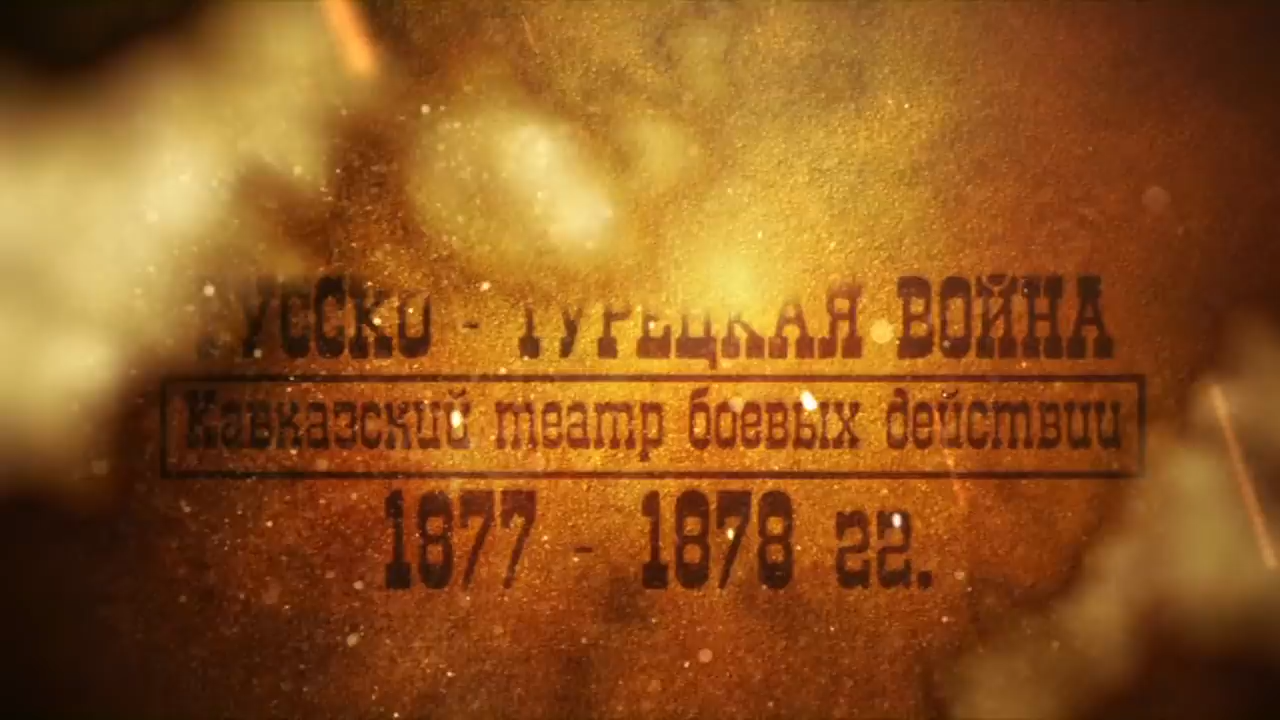 РУССКО - ТУРЕЦКАЯ ВОЙНА
Кавказский театр боевых действии
1877 - 1878 гг.